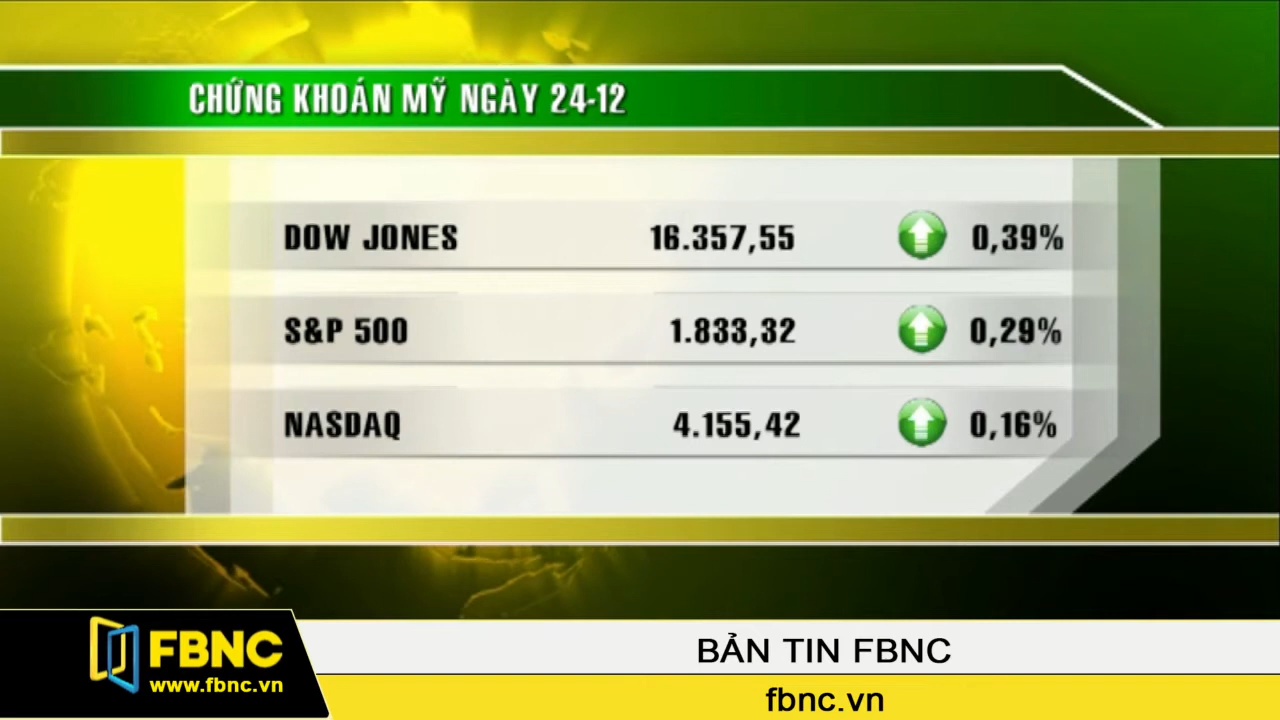 CHỨNG KHOÁN MỸ NGÀY 24-12
DOW JONES 16.357,55 0,39%
S&P 500 1.833,32 0,29%
NASDAQ 4.155,42 0,16%
FBNC
www.fbnc.vn
BẢN TIN FBNC
fbnc.vn